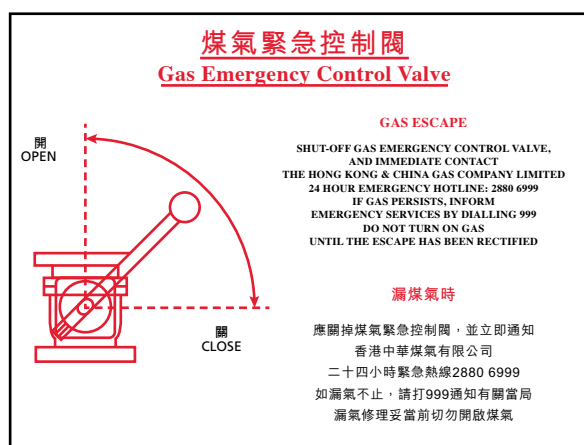 煤氣緊急控制閥
Gas Emergency Control Valve
開
OPEN
關
CLOSE
GAS ESCAPE
SHUT-OFF GAS EMERGENCY CONTROL VALVE,
AND IMMEDIATE CONTACT
THE HONG KONG & CHINA GAS COMPANY LIMITED
24 HOUR EMERGENCY HOTLINE: 2880 6999
IF GAS PERSISTS, INFORM
EMERGENCY SERVICES BY DIALLING 999
DO NOT TURN ON GAS
UNTIL THE ESCAPE HAS BEEN RECTIFIED
漏煤氣時
應關掉煤氣緊急控制閥，並立即通知
香港中華煤氣有限公司
二十四小時緊急熱線2880 6999
如漏氣不止，請打999通知有關當局
漏氣修理妥當前切勿開啟煤氣